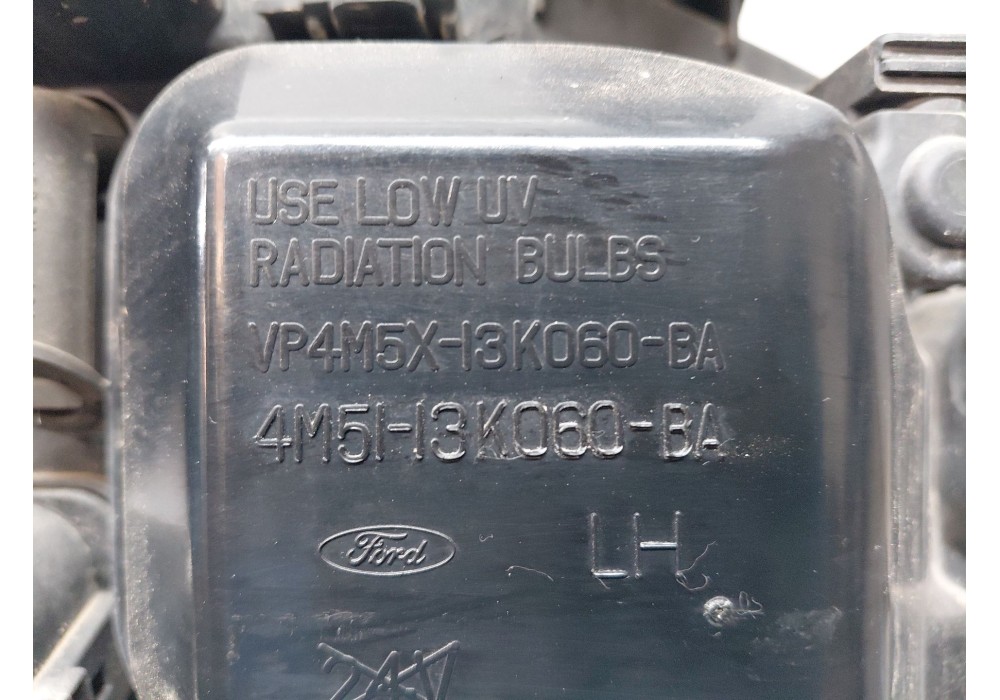 USE LOW UV
RADIATION BULBS
VP4M5X-13K060-BA
4M51-13K060-BA
Ford
LH